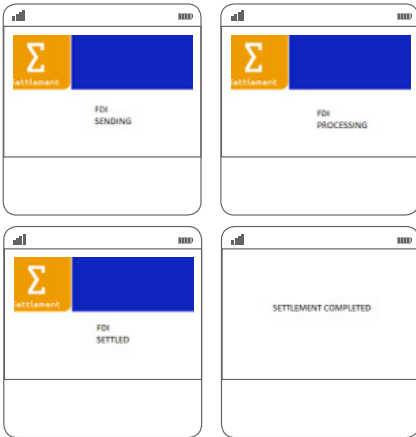 Σ
Settlement
FDI
SENDING
Σ
Settlement
FDI
PROCESSING
Σ
Settlement
FDI
SETTLED
SETTLEMENT COMPLETED